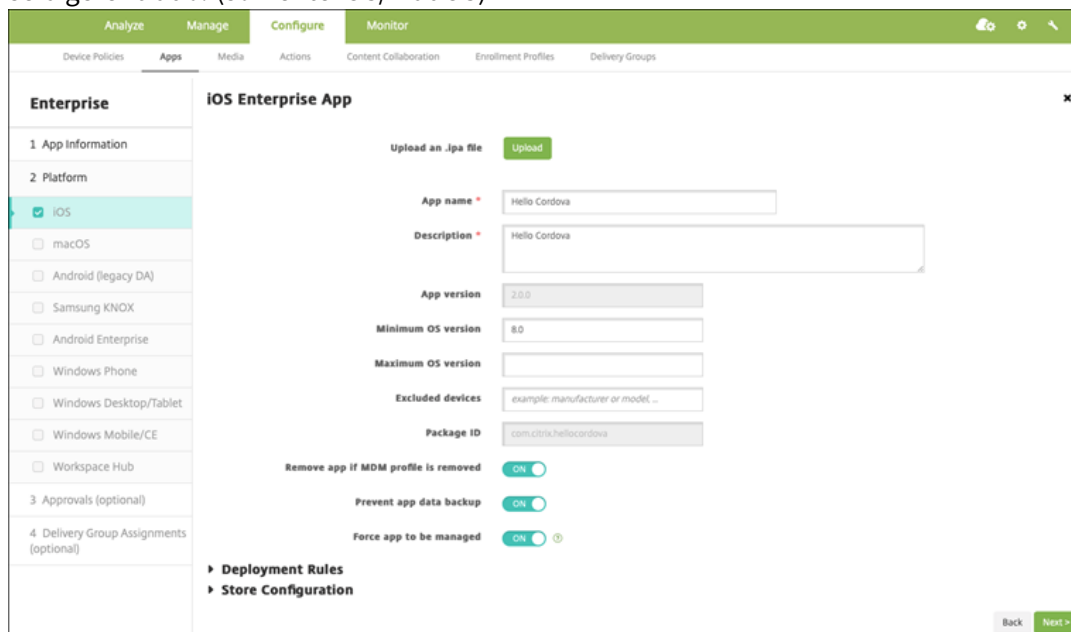 Analyze Manage Configure Monitor
Device Policies Apps Media Actions Content Collaboration Enrollment Profiles Delivery Groups
Enterprise
1 App Information
2 Platform
iOS
macOS
Android (legacy DA)
Samsung KNOX
Android Enterprise
Windows Phone
Windows Desktop/Tablet
Windows Mobile/CE
Workspace Hub
3 Approvals (optional)
4 Delivery Group Assignments
(optional)
iOS Enterprise App
Upload an .ipa file Upload
App name * Hello Cordova
Description * Hello Cordova
App version 2.0.0
Minimum OS version 8.0
Maximum OS version
Excluded devices example: manufacturer or model, ...
Package ID com.citrix.hellocordova
Remove app if MDM profile is removed ON
Prevent app data backup ON
Force app to be managed ON
Deployment Rules
Store Configuration
Back Next >